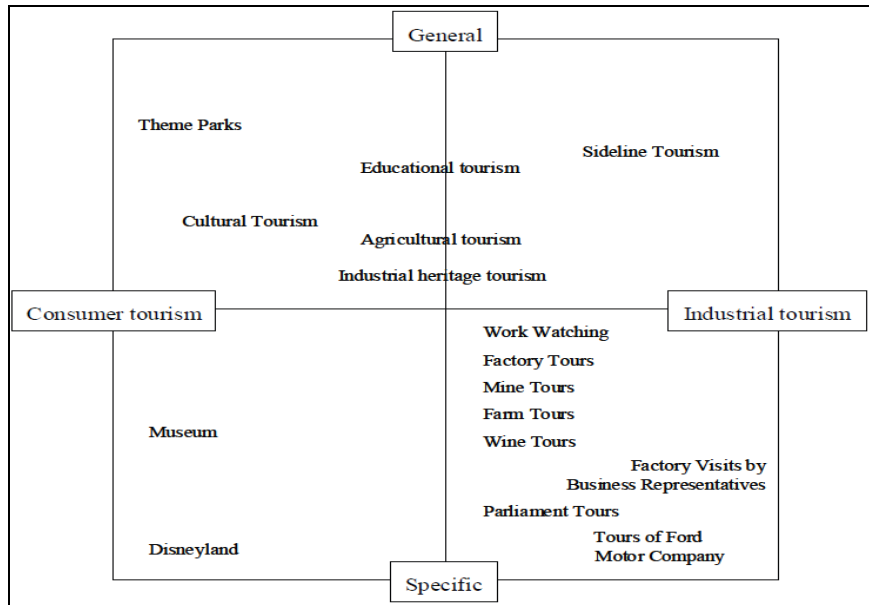 General
Theme Parks
Sideline Tourism
Educational tourism
Cultural Tourism
Agricultural tourism
Industrial heritage tourism
Consumer tourism
Industrial tourism
Work Watching
Factory Tours
Mine Tours
Farm Tours
Museum
Wine Tours
Factory Visits by
Business Representatives
Parliament Tours
Tours of Ford
Disneyland
Motor Company
Specific